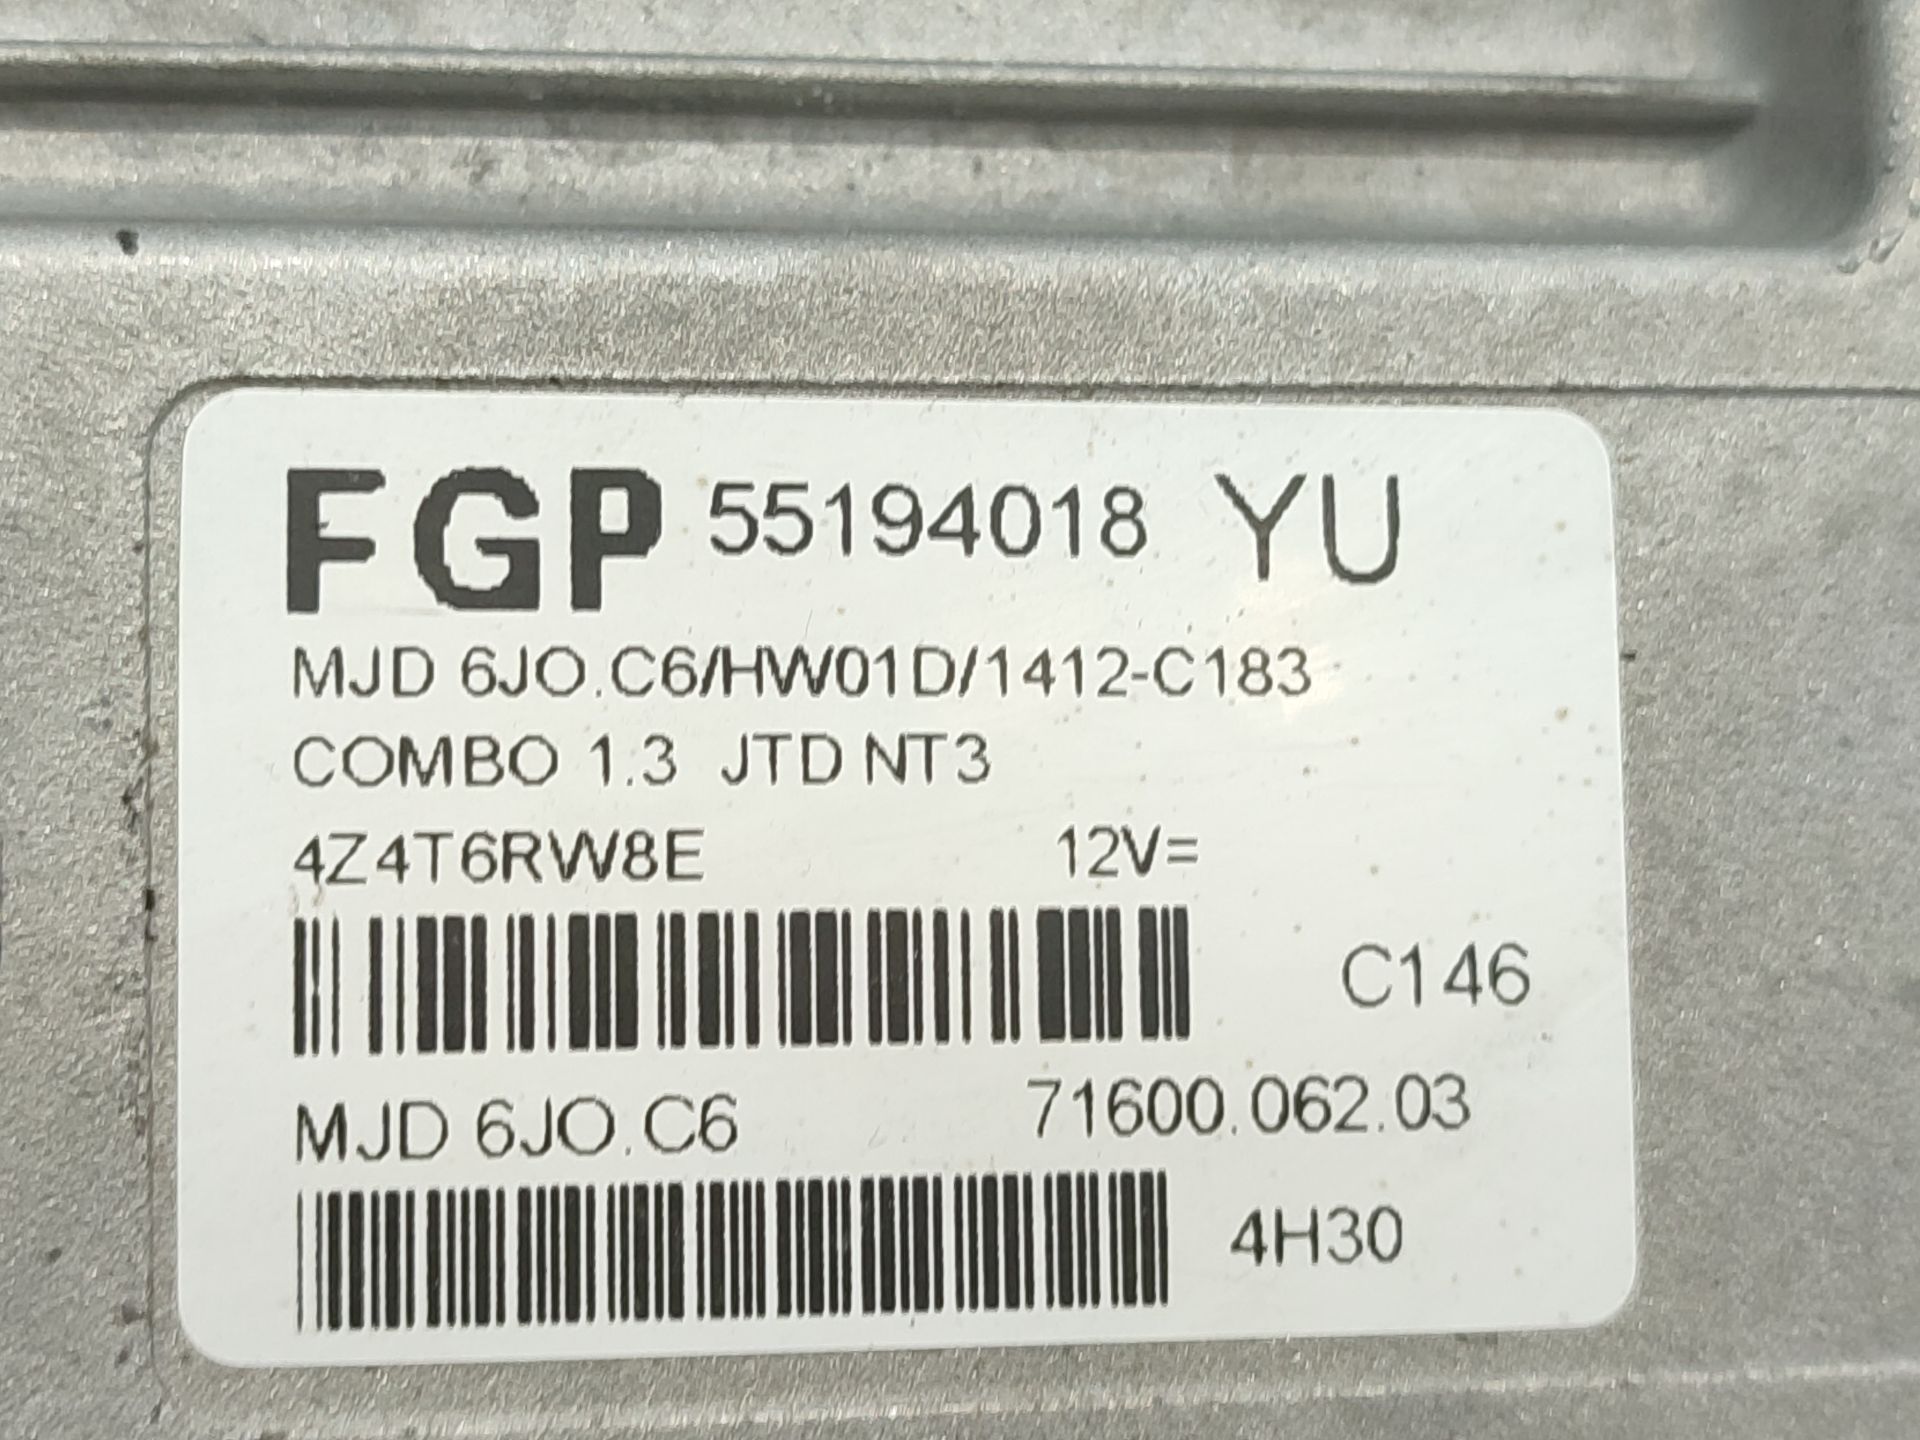 FGP 55194018 YU
MJD 6JO.C6/HW01D/1412-C183
COMBO 1.3 JTD NT3
4Z4T6RW8E 12V=
C146
MJD 6JO.C6 71600.062.03
4H30